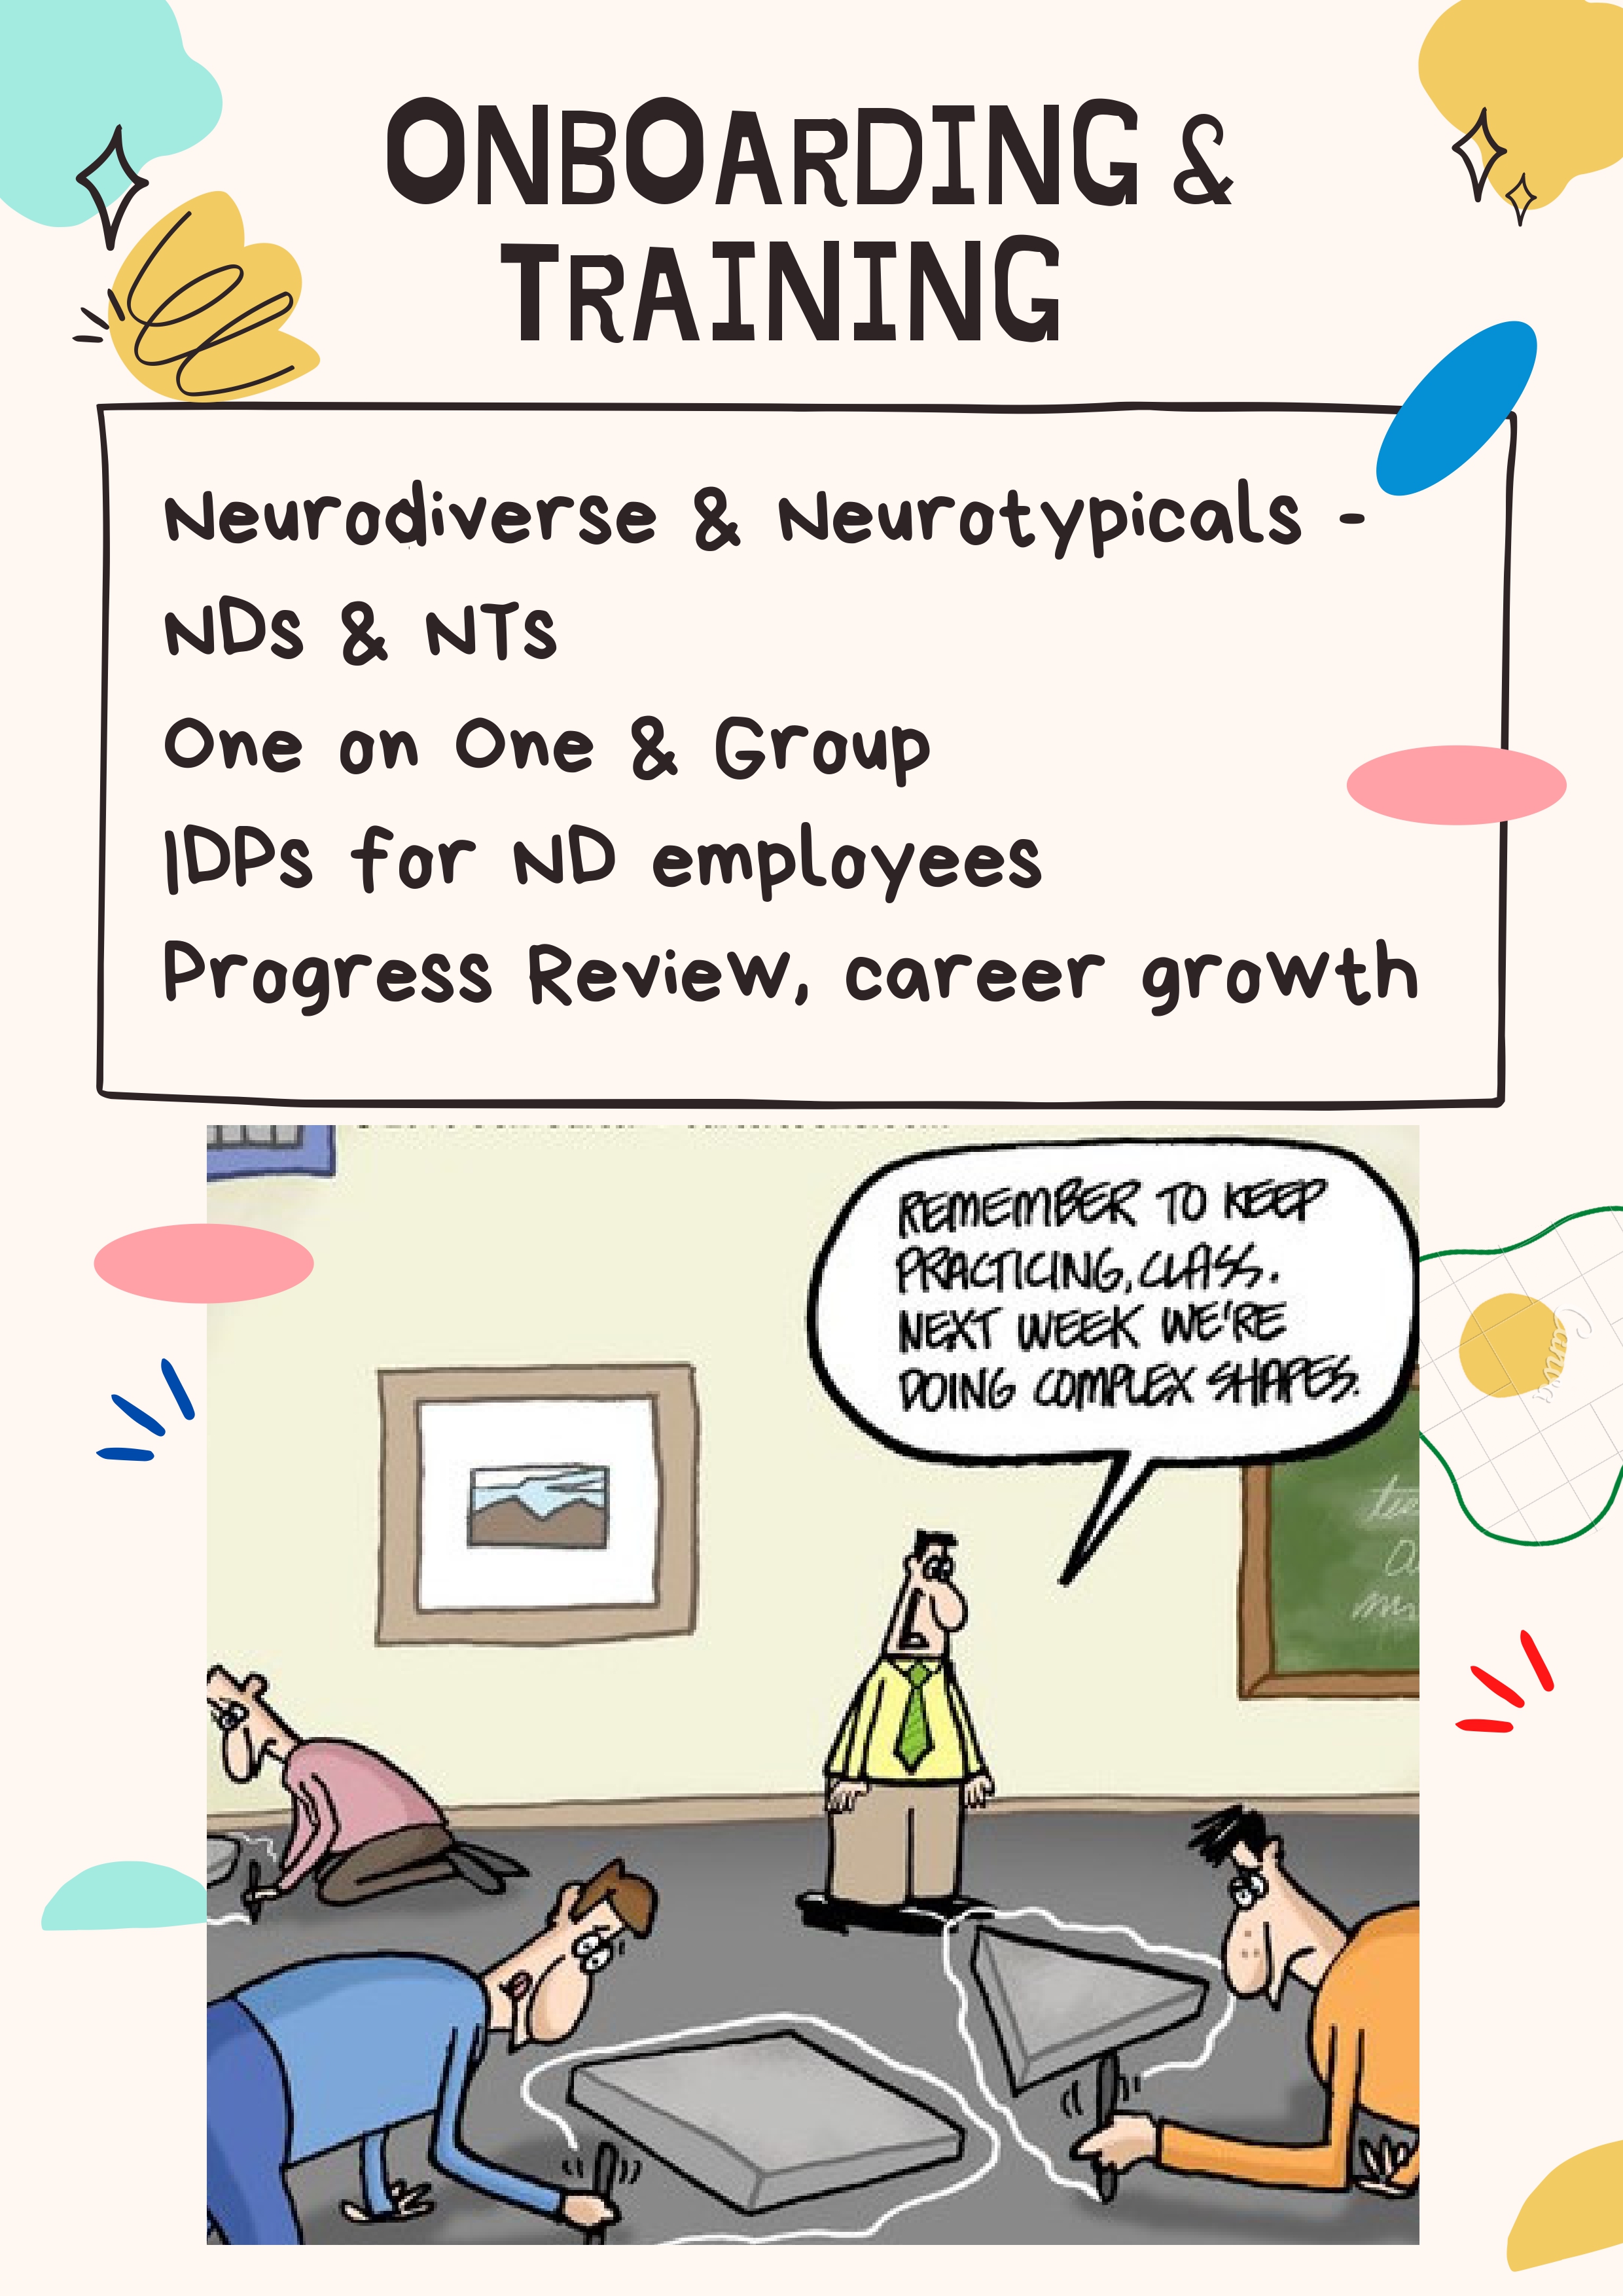 ONBOARDING &
TRAINING
Neurodiverse & Neurotypicals -
NDs & NTs
One on One & Group
IDPs for ND employees
Progress Review, career growth
REMEMBER TO KEEP
PRACTICING, CLASS.
NEXT WEEK WE'RE
DOING COMPLEX SHAPES.
Canva